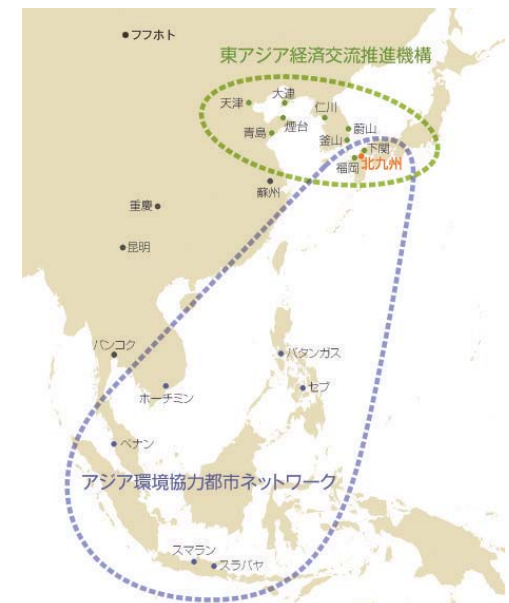 フフホト
東アジア経済交流推進機構
大連
天津
仁川
煙台
蔚山
青島
釜山
下関
福岡
北九州
蘇州
重慶
昆明
バンコク
バタンガス
ホーチミン
セブ
ペナン
アジア環境協力都市ネットワーク
スマラン
スラバヤ